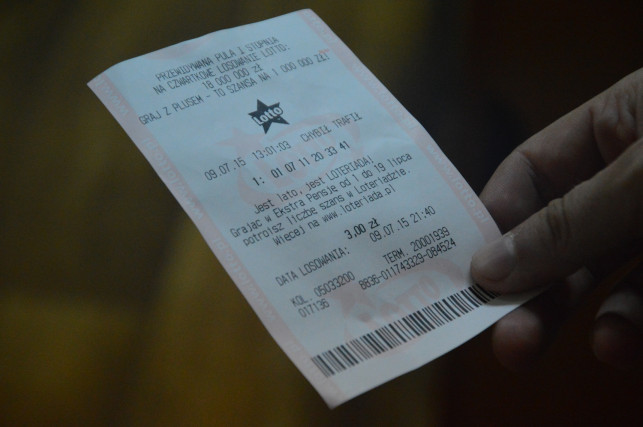 PRZEWIDYWANA PULA I STOPNIA
NA CZWARTKOWE LOSOWANIE LOTTO:
18 000 000 zł
GRAJ Z PLUSEM - TO SZANSA NA 1 000 000 ZŁ!
Lotto
09.07.15 13:01:03 CHYBIŁ TRAFIŁ
1: 01 07 11 20 33 41
Jest lato, jest LOTERIADA!
Grając w Ekstra Pensję od 1 do 19 lipca
potroisz liczbę szans w Loteriadzie.
Więcej na www.loteriada.pl
3,00 zł
DATA LOSOWANIA: 09.07.15 21:40
KOL. 05033200 TERM. 20001939
017136 8836-011743329-084524